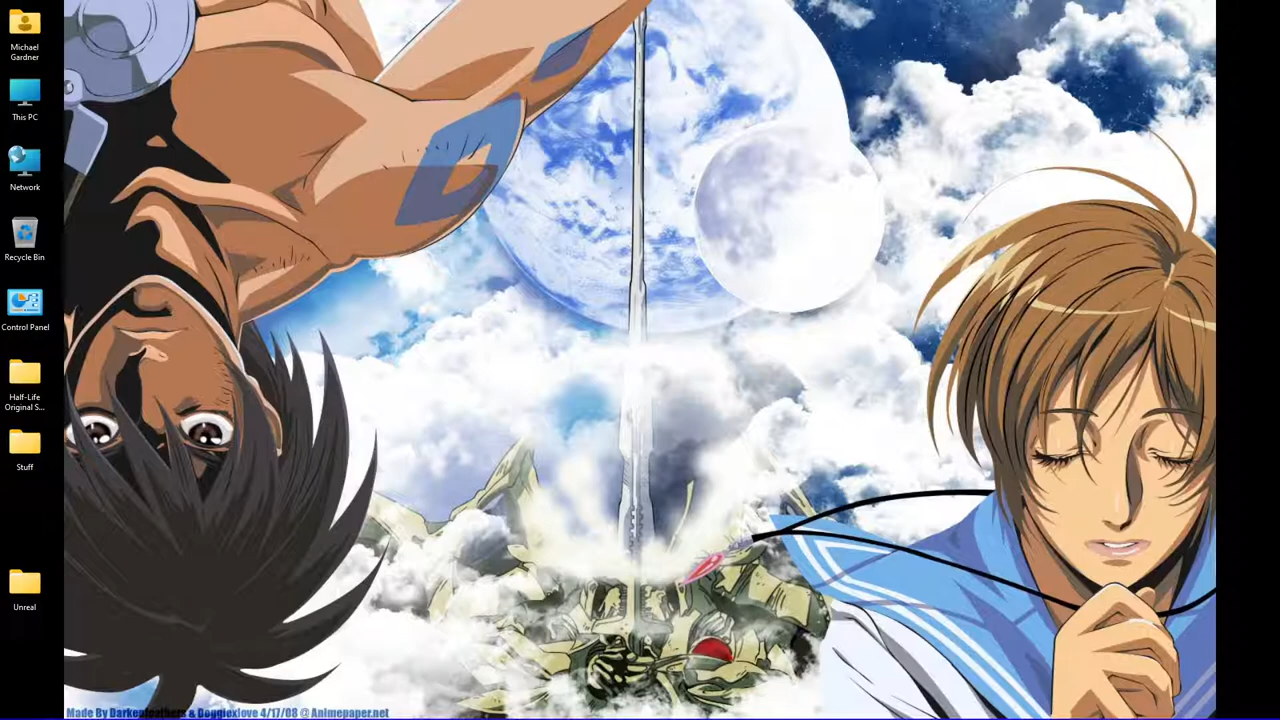 Michael
Gardner
This PC
Network
Recycle Bin
Control Panel
Half-Life
Original S...
Stuff
Unreal
Made By Darkenfeathers & Doggiexlove 4/17/08 @ Animepaper.net